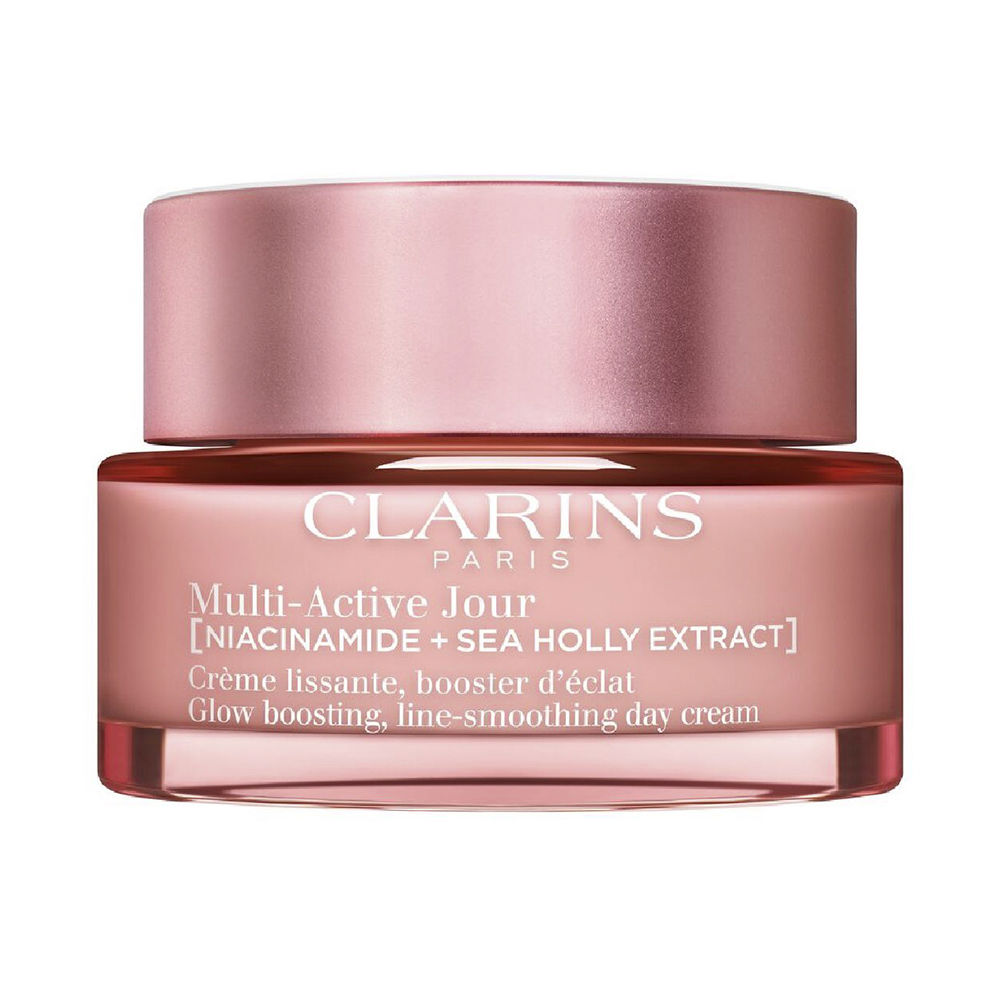 CLARINS
PARIS
Multi-Active Jour
[NIACINAMIDE + SEA HOLLY EXTRACT]
Crème lissante, booster d'éclat
Glow boosting, line-smoothing day cream